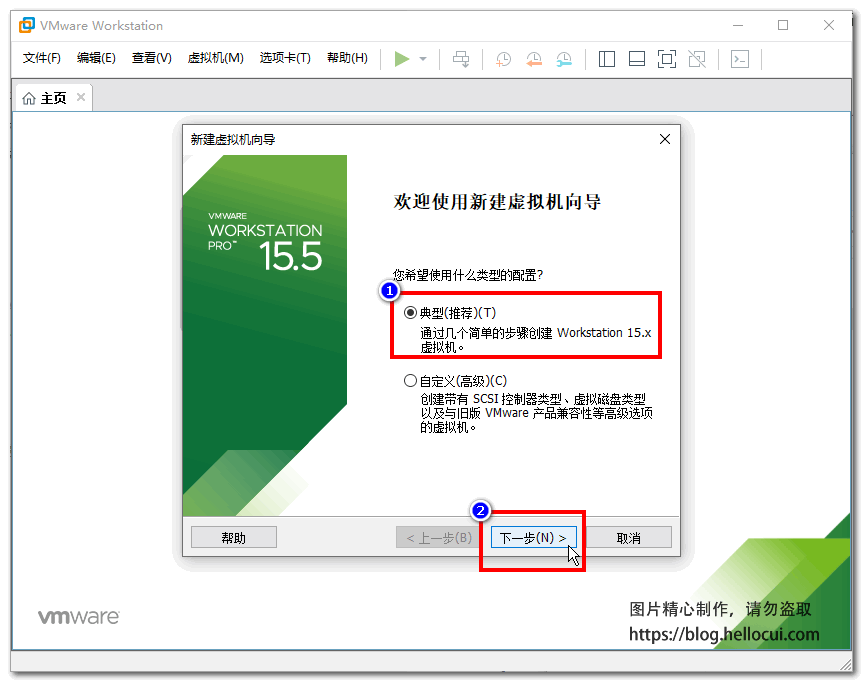 VMware Workstation
文件(F) 编辑(E) 查看(V) 虚拟机(M) 选项卡(T) 帮助(H)
主页
新建虚拟机向导
VMWARE
WORKSTATION
PRO™ 15.5
欢迎使用新建虚拟机向导
您希望使用什么类型的配置?
1
典型(推荐)(T)
通过几个简单的步骤创建 Workstation 15.x
虚拟机。
自定义(高级)(C)
创建带有 SCSI 控制器类型、虚拟磁盘类型
以及与旧版 VMware 产品兼容性等高级选项
的虚拟机。
2
帮助 < 上一步(B) 下一步(N) > 取消
vmware
图片精心制作，请勿盗取
https://blog.hellocui.com